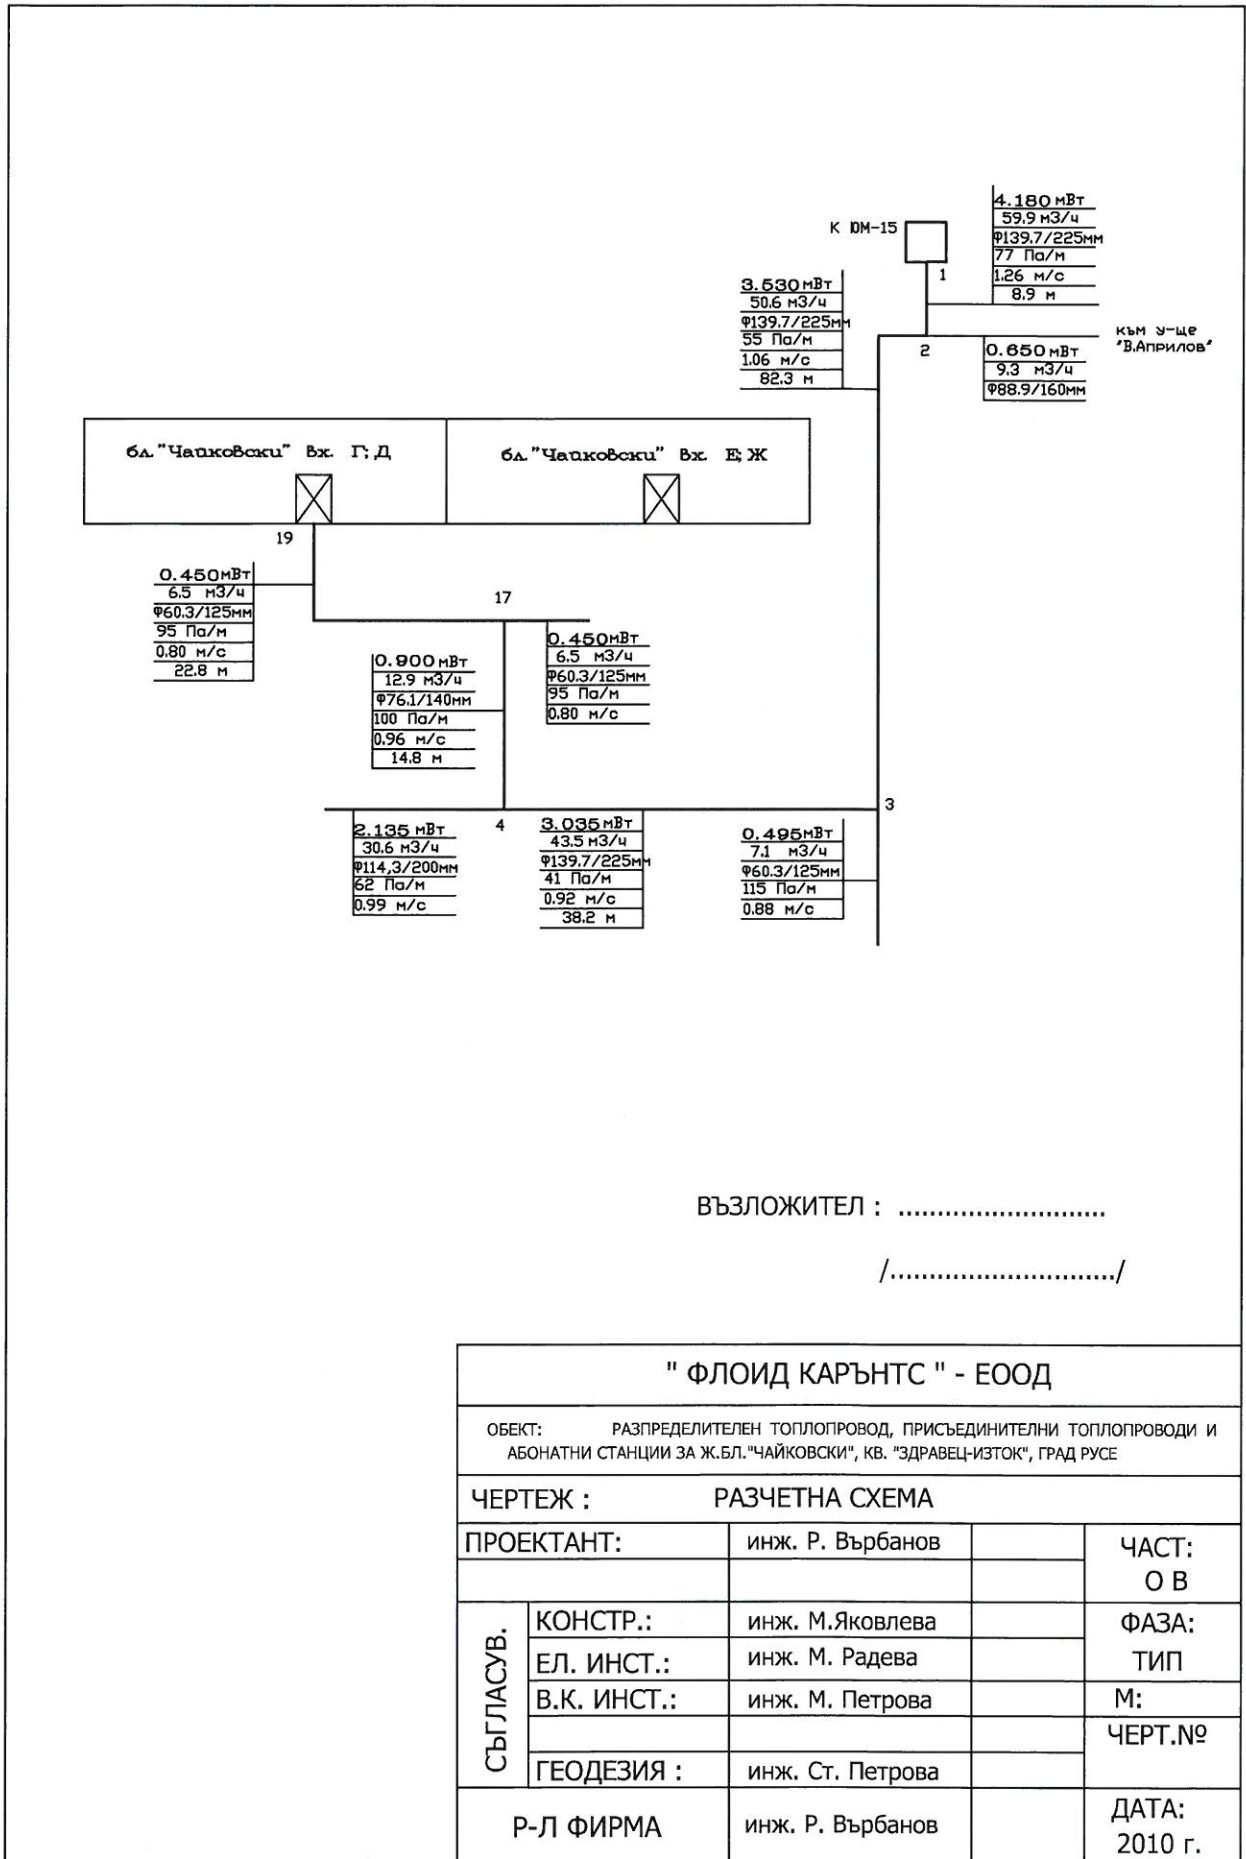 К ЮМ-15
1
4.180 мВт
59.9 м3/ч
Ф139.7/225мм
77 Па/м
1.26 м/с
8.9 м
3.530 мВт
50.6 м3/ч
Ф139.7/225мм
55 Па/м
1.06 м/с
82.3 м
2
към у-ще
"В.Априлов"
0.650 мВт
9.3 м3/ч
Ф88.9/160мм
бл."Чайковски" вх. Г; Д
бл."Чайковски" вх. Е; Ж
19
0.450мВт
6.5 м3/ч
Ф60.3/125мм
95 Па/м
0.80 м/с
22.8 м
17
0.450мВт
6.5 м3/ч
Ф60.3/125мм
95 Па/м
0.80 м/с
0.900 мВт
12.9 м3/ч
Ф76.1/140мм
100 Па/м
0.96 м/с
14.8 м
3
4
2.135 мВт
30.6 м3/ч
Ф114,3/200мм
62 Па/м
0.99 м/с
3.035 мВт
43.5 м3/ч
Ф139.7/225мм
41 Па/м
0.92 м/с
38.2 м
0.495мВт
7.1 м3/ч
Ф60.3/125мм
115 Па/м
0.88 м/с
ВЪЗЛОЖИТЕЛ : ...........................
/............................./
" ФЛОИД КАРЪНТС " - ЕООД
ОБЕКТ: РАЗПРЕДЕЛИТЕЛЕН ТОПЛОПРОВОД, ПРИСЪЕДИНИТЕЛНИ ТОПЛОПРОВОДИ И
АБОНАТНИ СТАНЦИИ ЗА Ж.БЛ."ЧАЙКОВСКИ", КВ. "ЗДРАВЕЦ-ИЗТОК", ГРАД РУСЕ
ЧЕРТЕЖ : РАЗЧЕТНА СХЕМА
ПРОЕКТАНТ: инж. Р. Върбанов
ЧАСТ:
О В
СЪГЛАСУВ.
КОНСТР.: инж. М.Яковлева
ФАЗА:
ЕЛ. ИНСТ.: инж. М. Радева
ТИП
В.К. ИНСТ.: инж. М. Петрова
М:
ЧЕРТ.№
ГЕОДЕЗИЯ : инж. Ст. Петрова
Р-Л ФИРМА инж. Р. Върбанов
ДАТА:
2010 г.